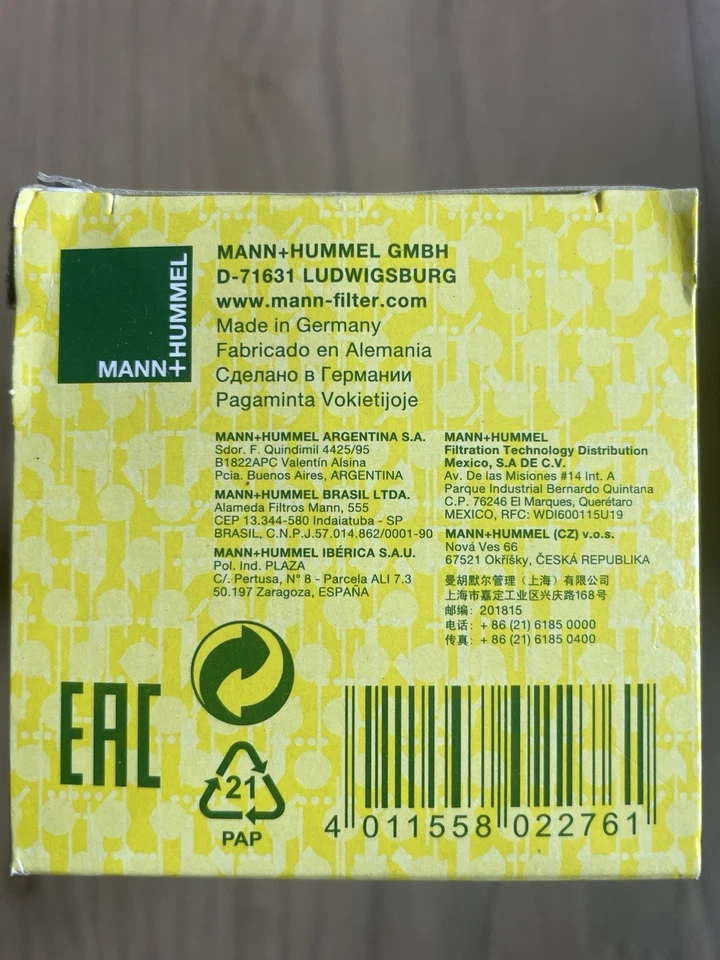 MANN+HUMMEL
MANN+HUMMEL GMBH
D-71631 LUDWIGSBURG
www.mann-filter.com
Made in Germany
Fabricado en Alemania
Сделано в Германии
Pagaminta Vokietijoje
MANN+HUMMEL ARGENTINA S.A.
Sdor. F. Quindimil 4425/95
B1822APC Valentín Alsina
Pcia. Buenos Aires, ARGENTINA
MANN+HUMMEL BRASIL LTDA.
Alameda Filtros Mann, 555
CEP 13.344-580 Indaiatuba - SP
BRASIL, C.N.P.J.57.014.862/0001-90
MANN+HUMMEL IBÉRICA S.A.U.
Pol. Ind. PLAZA
C/. Pertusa, Nº 8 - Parcela ALI 7.3
50.197 Zaragoza, ESPAÑA
MANN+HUMMEL
Filtration Technology Distribution
Mexico, S.A DE C.V.
Av. De las Misiones #14 Int. A
Parque Industrial Bernardo Quintana
C.P. 76246 El Marques, Querétaro
MEXICO, RFC: WDI600115U19
MANN+HUMMEL (CZ) v.o.s.
Nová Ves 66
67521 Okříšky, ČESKÁ REPUBLIKA
曼胡默尔管理（上海）有限公司
上海市嘉定工业区兴庆路168号
邮编: 201815
电话: + 86 (21) 6185 0000
传真: + 86 (21) 6185 0400
EAC
21
PAP
4 011558 022761